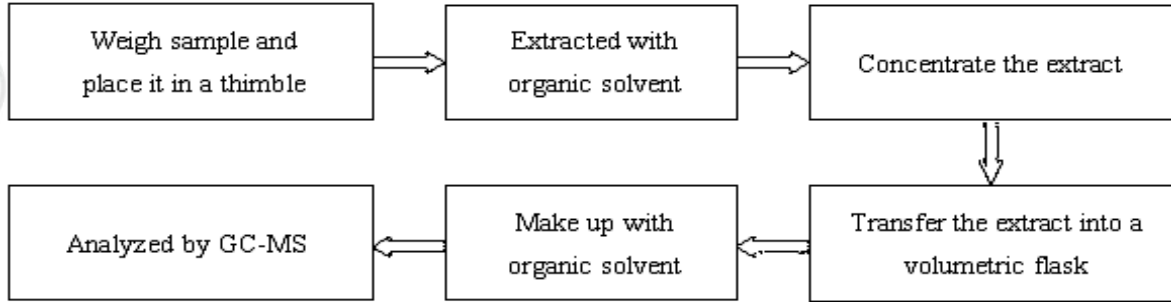 Weigh sample and
place it in a thimble
Extracted with
organic solvent
Concentrate the extract
Transfer the extract into a
volumetric flask
Make up with
organic solvent
Analyzed by GC-MS